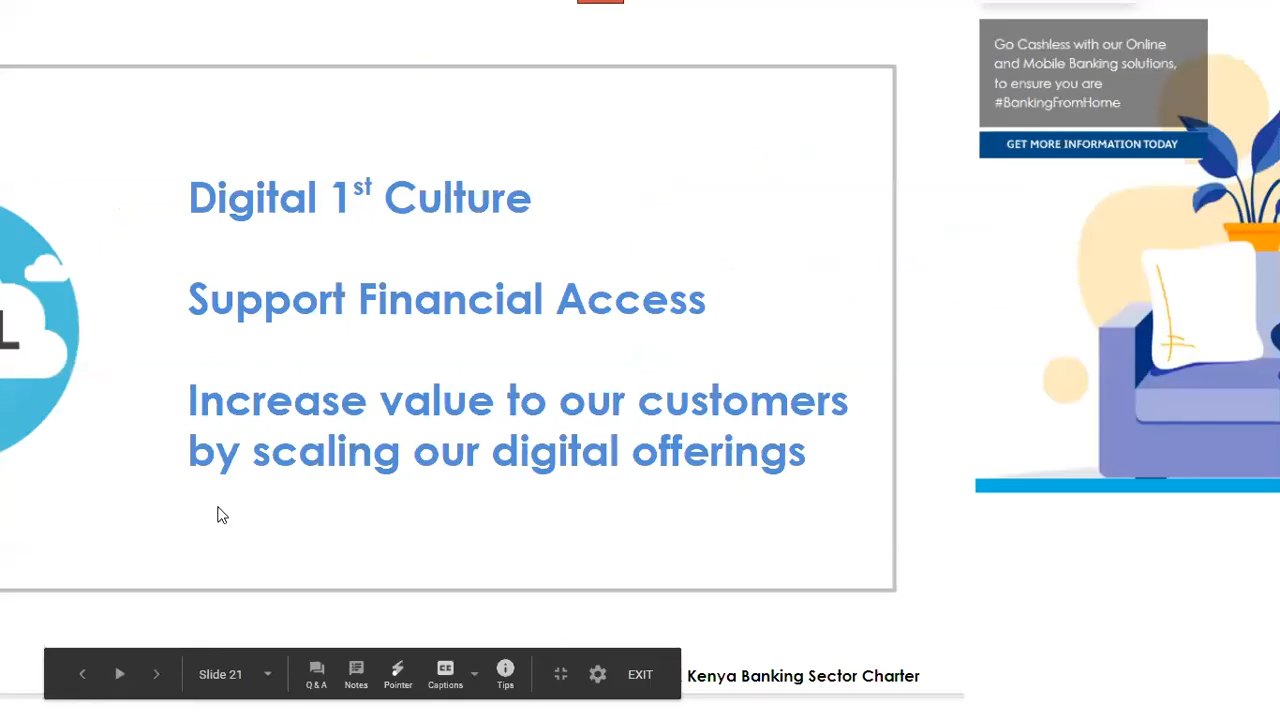 Go Cashless with our Online
and Mobile Banking solutions,
to ensure you are
#BankingFromHome
GET MORE INFORMATION TODAY
Digital 1st Culture
Support Financial Access
Increase value to our customers
by scaling our digital offerings
L
Slide 21
Q & A
Notes
Pointer
CC
Captions
Tips
EXIT
Kenya Banking Sector Charter